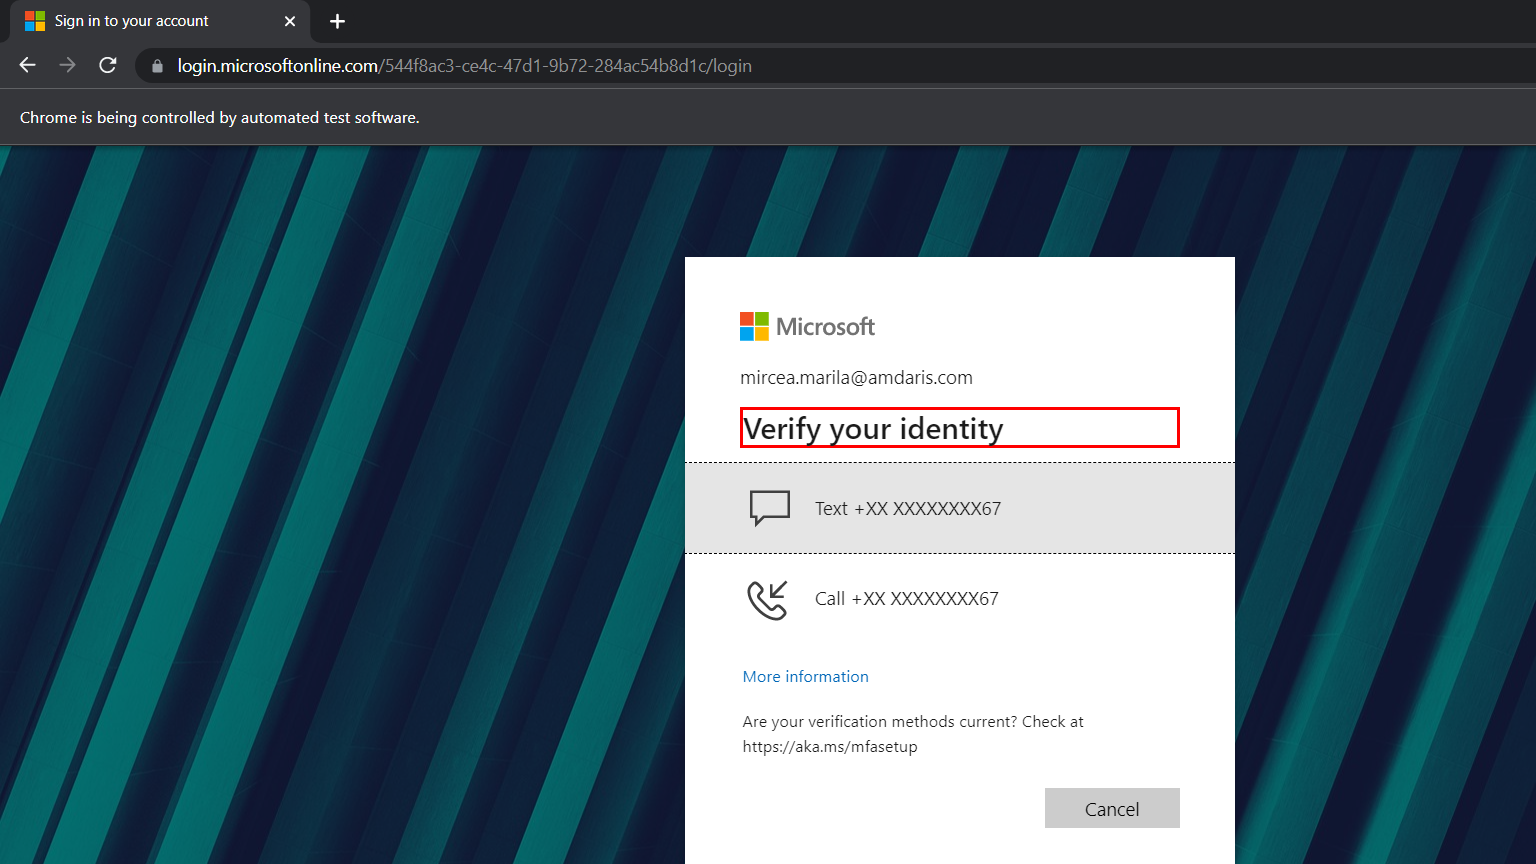 Sign in to your account
login.microsoftonline.com/544f8ac3-ce4c-47d1-9b72-284ac54b8d1c/login
Chrome is being controlled by automated test software.
Microsoft
mircea.marila@amdaris.com
Verify your identity
Text +XX XXXXXXXX67
Call +XX XXXXXXXX67
More information
Are your verification methods current? Check at
https://aka.ms/mfasetup
Cancel